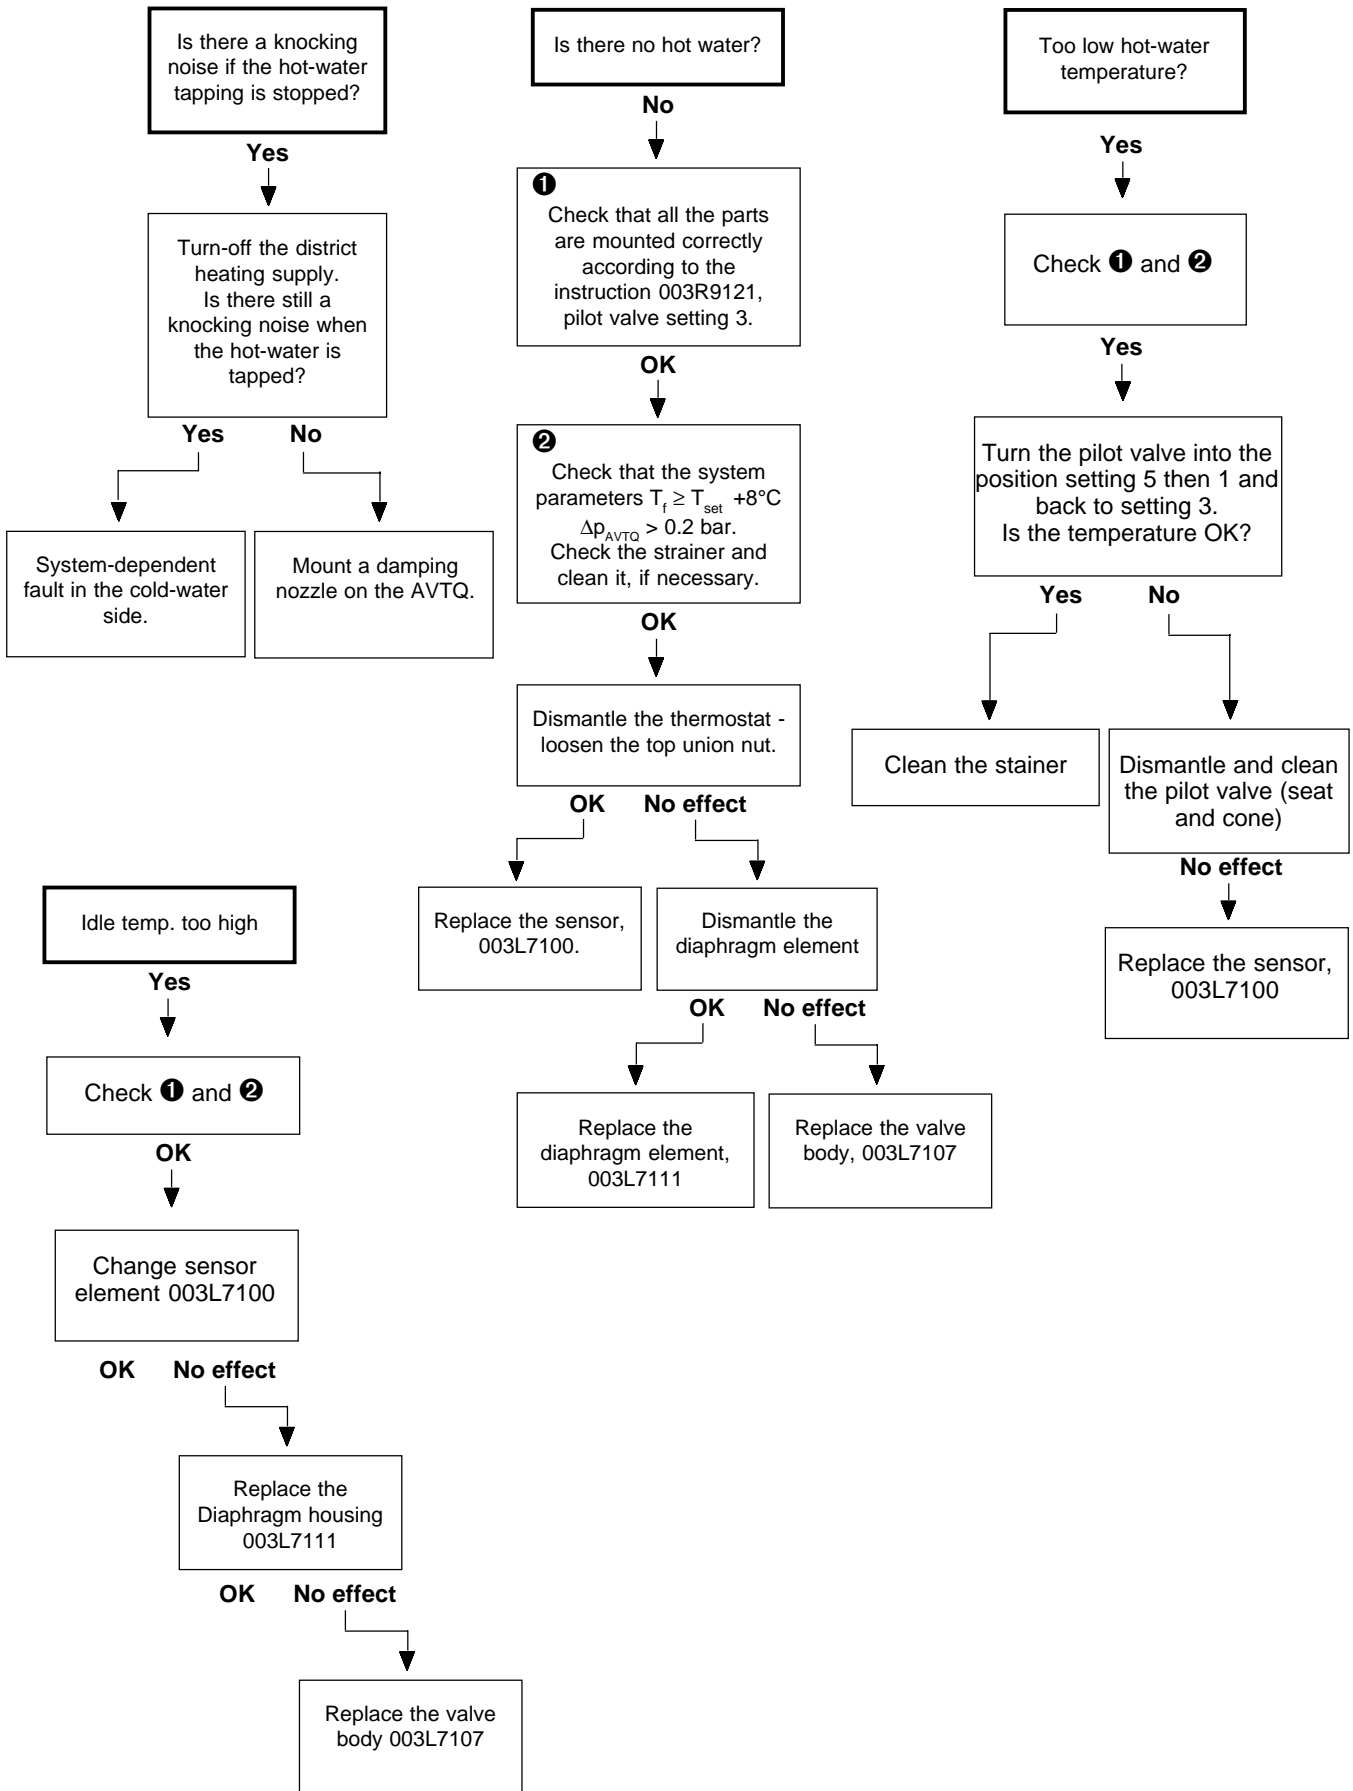 Is there a knocking
noise if the hot-water
tapping is stopped?
Yes
Turn-off the district
heating supply.
Is there still a
knocking noise when
the hot-water is
tapped?
Yes
No
System-dependent
fault in the cold-water
side.
Mount a damping
nozzle on the AVTQ.
Is there no hot water?
No
❶
Check that all the parts
are mounted correctly
according to the
instruction 003R9121,
pilot valve setting 3.
OK
❷
Check that the system
parameters T_f ≥ T_set +8°C
Δp_AVTQ > 0.2 bar.
Check the strainer and
clean it, if necessary.
OK
Dismantle the thermostat -
loosen the top union nut.
OK
No effect
Replace the sensor,
003L7100.
Dismantle the
diaphragm element
OK
No effect
Replace the
diaphragm element,
003L7111
Replace the valve
body, 003L7107
Too low hot-water
temperature?
Yes
Check ❶ and ❷
Yes
Turn the pilot valve into the
position setting 5 then 1 and
back to setting 3.
Is the temperature OK?
Yes
No
Clean the stainer
Dismantle and clean
the pilot valve (seat
and cone)
No effect
Replace the sensor,
003L7100
Idle temp. too high
Yes
Check ❶ and ❷
OK
Change sensor
element 003L7100
OK
No effect
Replace the
Diaphragm housing
003L7111
OK
No effect
Replace the valve
body 003L7107